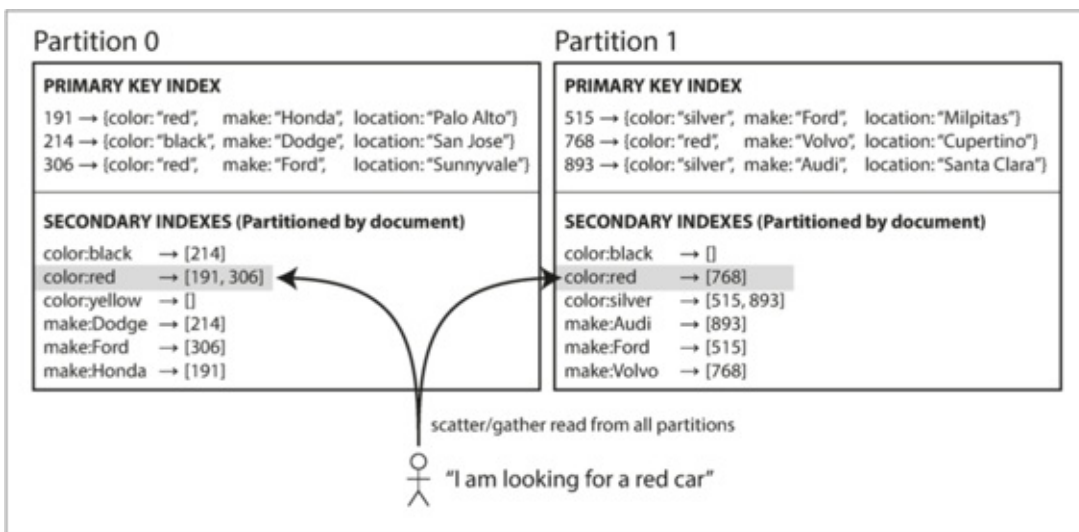 Partition 0
PRIMARY KEY INDEX
191 → {color: “red”, make: “Honda”, location: “Palo Alto”}
214 → {color: “black”, make: “Dodge”, location: “San Jose”}
306 → {color: “red”, make: “Ford”, location: “Sunnyvale”}
SECONDARY INDEXES (Partitioned by document)
color:black → [214]
color:red → [191, 306]
color:yellow → []
make:Dodge → [214]
make:Ford → [306]
make:Honda → [191]
Partition 1
PRIMARY KEY INDEX
515 → {color: “silver”, make: “Ford”, location: “Milpitas”}
768 → {color: “red”, make: “Volvo”, location: “Cupertino”}
893 → {color: “silver”, make: “Audi”, location: “Santa Clara”}
SECONDARY INDEXES (Partitioned by document)
color:black → []
color:red → [768]
color:silver → [515, 893]
make:Audi → [893]
make:Ford → [515]
make:Volvo → [768]
scatter/gather read from all partitions
“I am looking for a red car”